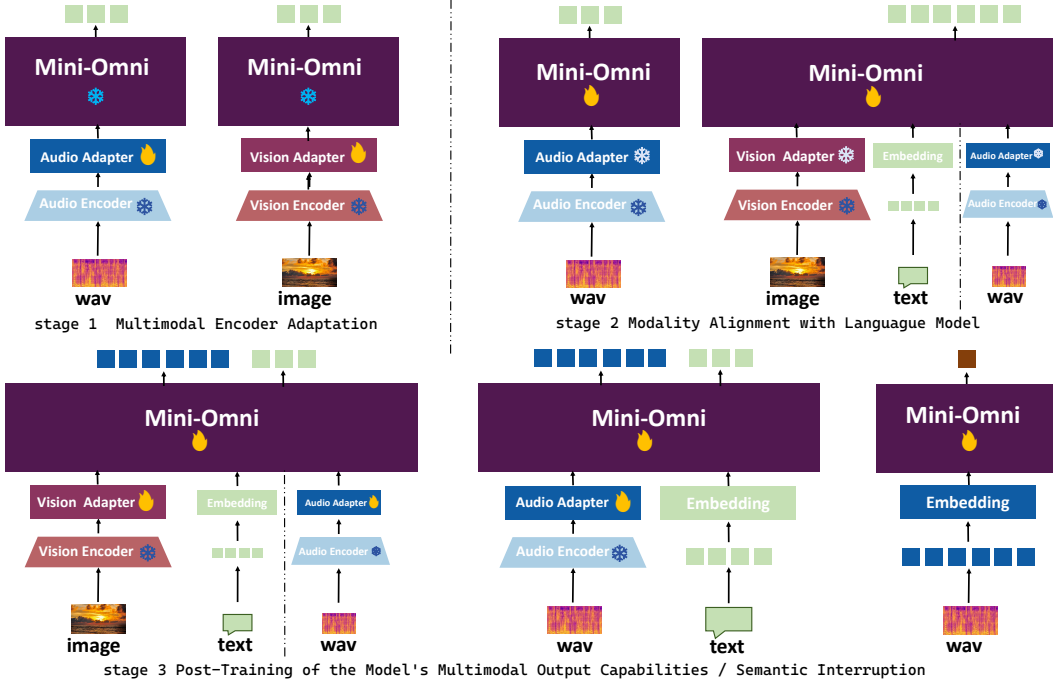 Mini-Omni
Audio Adapter
Audio Encoder
wav
Mini-Omni
Vision Adapter
Vision Encoder
image
stage 1 Multimodal Encoder Adaptation
Mini-Omni
Audio Adapter
Audio Encoder
wav
Mini-Omni
Vision Adapter
Vision Encoder
image
Embedding
text
Audio Adapter
Audio Encoder
wav
stage 2 Modality Alignment with Languague Model
Mini-Omni
Vision Adapter
Vision Encoder
image
Embedding
text
Audio Adapter
Audio Encoder
wav
Mini-Omni
Audio Adapter
Audio Encoder
wav
Embedding
text
Mini-Omni
Embedding
wav
stage 3 Post-Training of the Model's Multimodal Output Capabilities / Semantic Interruption